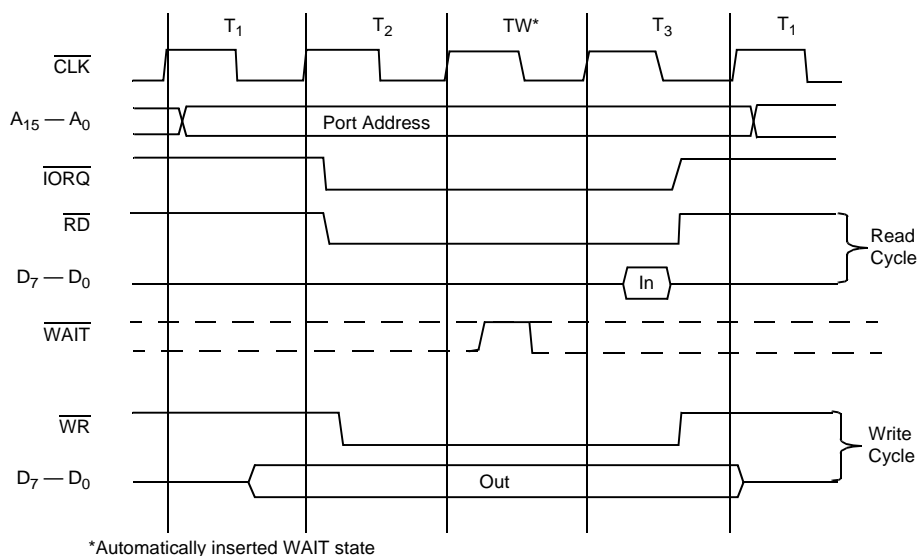 T₁ T₂ TW* T₃ T₁
CLK
A₁₅ — A₀ Port Address
IORQ
RD
Read
Cycle
D₇ — D₀ In
WAIT
WR
Write
Cycle
D₇ — D₀ Out
*Automatically inserted WAIT state